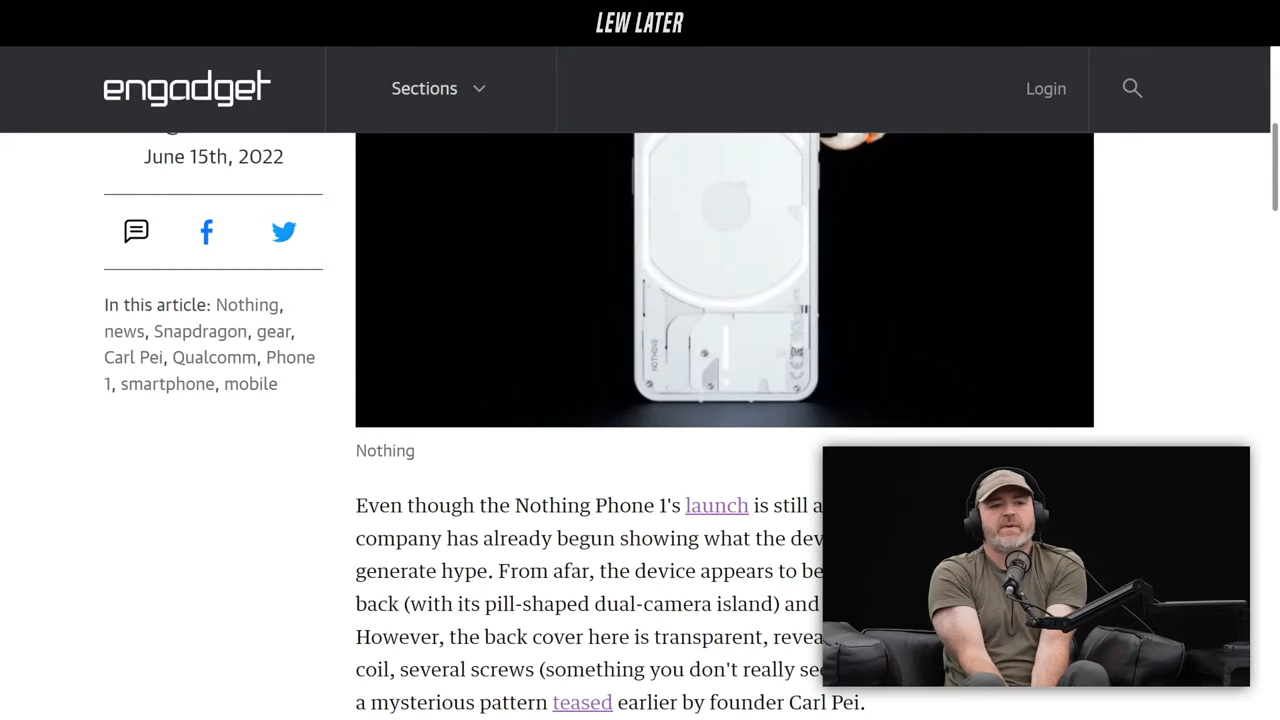 LEW LATER
engadget
Sections
Login
June 15th, 2022
In this article: Nothing,
news, Snapdragon, gear,
Carl Pei, Qualcomm, Phone
1, smartphone, mobile
NOTHING
Nothing
Even though the Nothing Phone 1's launch is still a
company has already begun showing what the dev
generate hype. From afar, the device appears to be
back (with its pill-shaped dual-camera island) and
However, the back cover here is transparent, revea
coil, several screws (something you don't really see
a mysterious pattern teased earlier by founder Carl Pei.